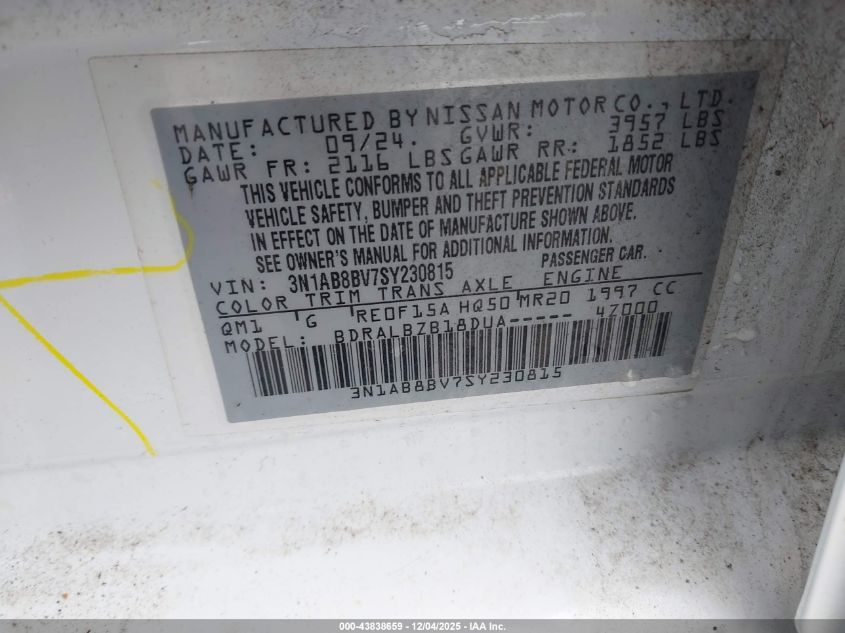 MANUFACTURED BY NISSAN MOTOR CO., LTD.
DATE: 09/24. GVWR: 3957 LBS
GAWR FR: 2116 LBS GAWR RR: 1852 LBS
THIS VEHICLE CONFORMS TO ALL APPLICABLE FEDERAL MOTOR
VEHICLE SAFETY, BUMPER AND THEFT PREVENTION STANDARDS
IN EFFECT ON THE DATE OF MANUFACTURE SHOWN ABOVE.
SEE OWNER'S MANUAL FOR ADDITIONAL INFORMATION.
VIN: 3N1AB8BV7SY230815 PASSENGER CAR.
COLOR TRIM TRANS AXLE ENGINE
QM1 G RE0F15A HQ50 MR20 1997 CC
MODEL: BDRALBZB18DUA----- 4Z000
3N1AB8BV7SY230815
000-43838659 - 12/04/2025 - IAA Inc.